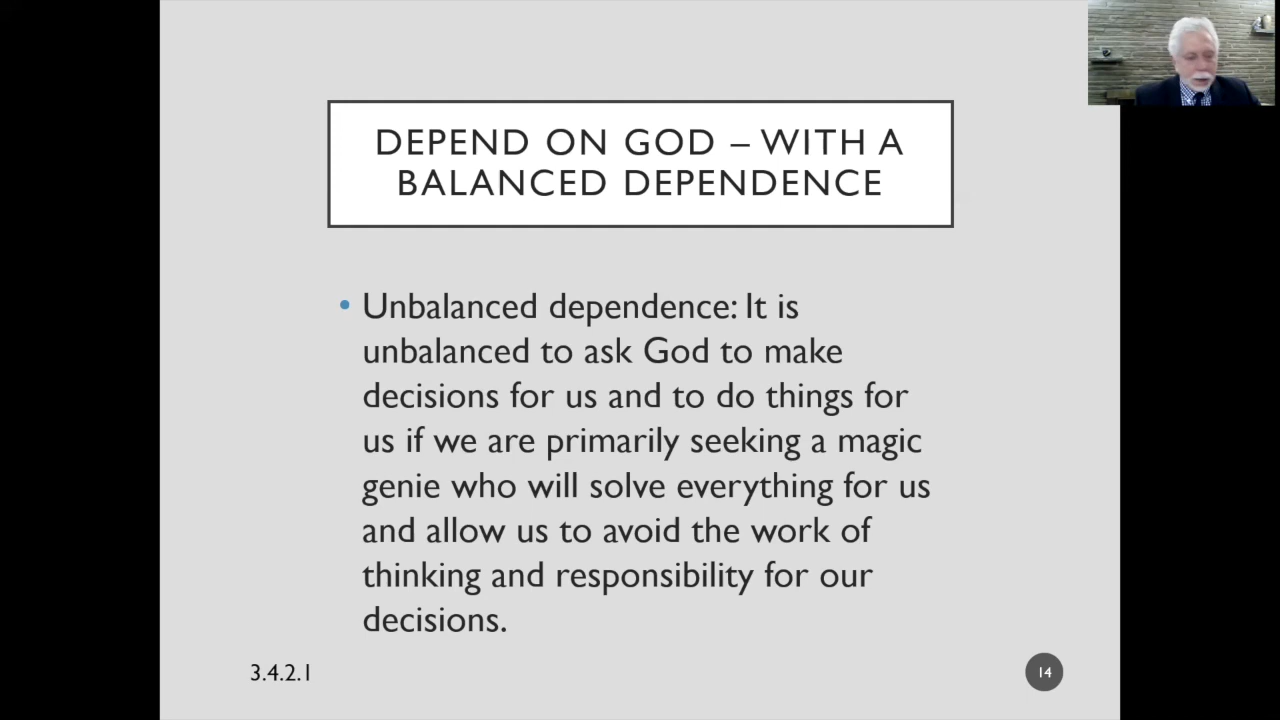 DEPEND ON GOD – WITH A
BALANCED DEPENDENCE
• Unbalanced dependence: It is
unbalanced to ask God to make
decisions for us and to do things for
us if we are primarily seeking a magic
genie who will solve everything for us
and allow us to avoid the work of
thinking and responsibility for our
decisions.
3.4.2.1
14